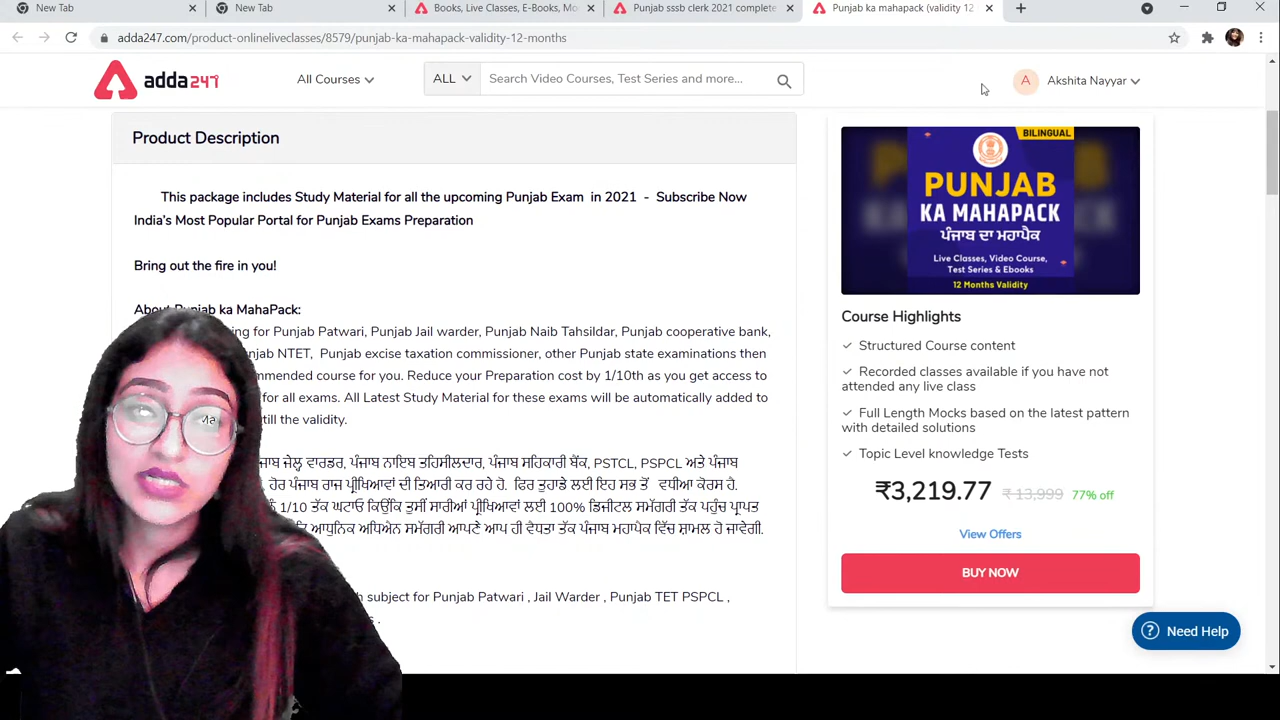 New Tab
New Tab
Books, Live Classes, E-Books, Mo
Punjab sssb clerk 2021 complete
Punjab ka mahapack (validity 12
adda247.com/product-onlineliveclasses/8579/punjab-ka-mahapack-validity-12-months
adda247
All Courses
ALL
Search Video Courses, Test Series and more...
A
Akshita Nayyar
Product Description
This package includes Study Material for all the upcoming Punjab Exam in 2021 - Subscribe Now
India's Most Popular Portal for Punjab Exams Preparation
Bring out the fire in you!
About Punjab ka MahaPack:
for Punjab Patwari, Punjab Jail warder, Punjab Naib Tahsildar, Punjab cooperative bank,
NTET, Punjab excise taxation commissioner, other Punjab state examinations then
course for you. Reduce your Preparation cost by 1/10th as you get access to
for all exams. All Latest Study Material for these exams will be automatically added to
till the validity.
ਜੇਲ੍ਹ ਵਾਰਡਰ, ਪੰਜਾਬ ਨਾਇਬ ਤਹਿਸੀਲਦਾਰ, ਪੰਜਾਬ ਸਹਿਕਾਰੀ ਬੈਂਕ, PSTCL, PSPCL ਅਤੇ ਪੰਜਾਬ
ਹੋਰ ਪੰਜਾਬ ਰਾਜ ਪ੍ਰੀਖਿਆਵਾਂ ਦੀ ਤਿਆਰੀ ਕਰ ਰਹੇ ਹੋ. ਫਿਰ ਤੁਹਾਡੇ ਲਈ ਇਹ ਸਭ ਤੋਂ ਵਧੀਆ ਕੋਰਸ ਹੈ.
1/10 ਤੱਕ ਘਟਾਓ ਕਿਉਂਕਿ ਤੁਸੀਂ ਸਾਰੀਆਂ ਪ੍ਰੀਖਿਆਵਾਂ ਲਈ 100% ਡਿਜੀਟਲ ਸਮੱਗਰੀ ਤੱਕ ਪਹੁੰਚ ਪ੍ਰਾਪਤ
ਆਧੁਨਿਕ ਅਧਿਐਨ ਸਮੱਗਰੀ ਆਪਣੇ ਆਪ ਹੀ ਵੈਧਤਾ ਤੱਕ ਪੰਜਾਬ ਮਹਾਪੈਕ ਵਿੱਚ ਸ਼ਾਮਲ ਹੋ ਜਾਵੇਗੀ.
subject for Punjab Patwari , Jail Warder , Punjab TET PSPCL ,
BILINGUAL
PUNJAB
KA MAHAPACK
ਪੰਜਾਬ ਦਾ ਮਹਾਪੈਕ
Live Classes, Video Course,
Test Series & Ebooks
12 Months Validity
Course Highlights
Structured Course content
Recorded classes available if you have not
attended any live class
Full Length Mocks based on the latest pattern
with detailed solutions
Topic Level knowledge Tests
₹3,219.77 ₹ 13,999 77% off
View Offers
BUY NOW
Need Help